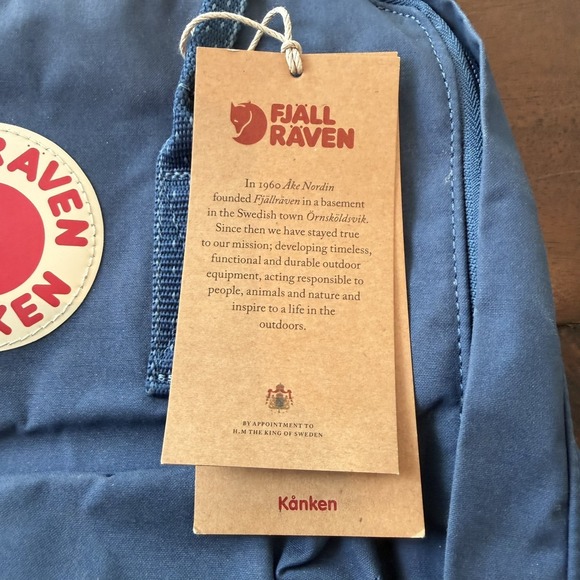 FJÄLL
RÄVEN
In 1960 Åke Nordin
founded Fjällräven in a basement
in the Swedish town Örnsköldsvik.
Since then we have stayed true
to our mission; developing timeless,
functional and durable outdoor
equipment, acting responsible to
people, animals and nature and
inspire to a life in the
outdoors.
BY APPOINTMENT TO
H.M THE KING OF SWEDEN
Kånken
RAVEN
TEN